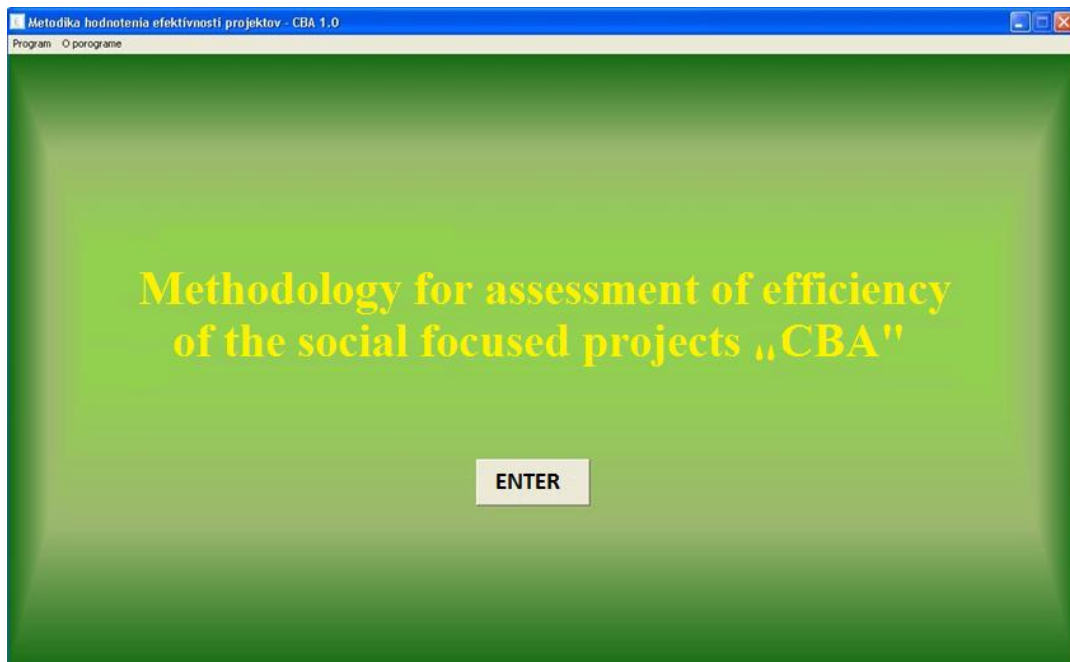 Metodika hodnotenia efektívnosti projektov - CBA 1.0
Program O porograme
Methodology for assessment of efficiency
of the social focused projects „CBA"
ENTER